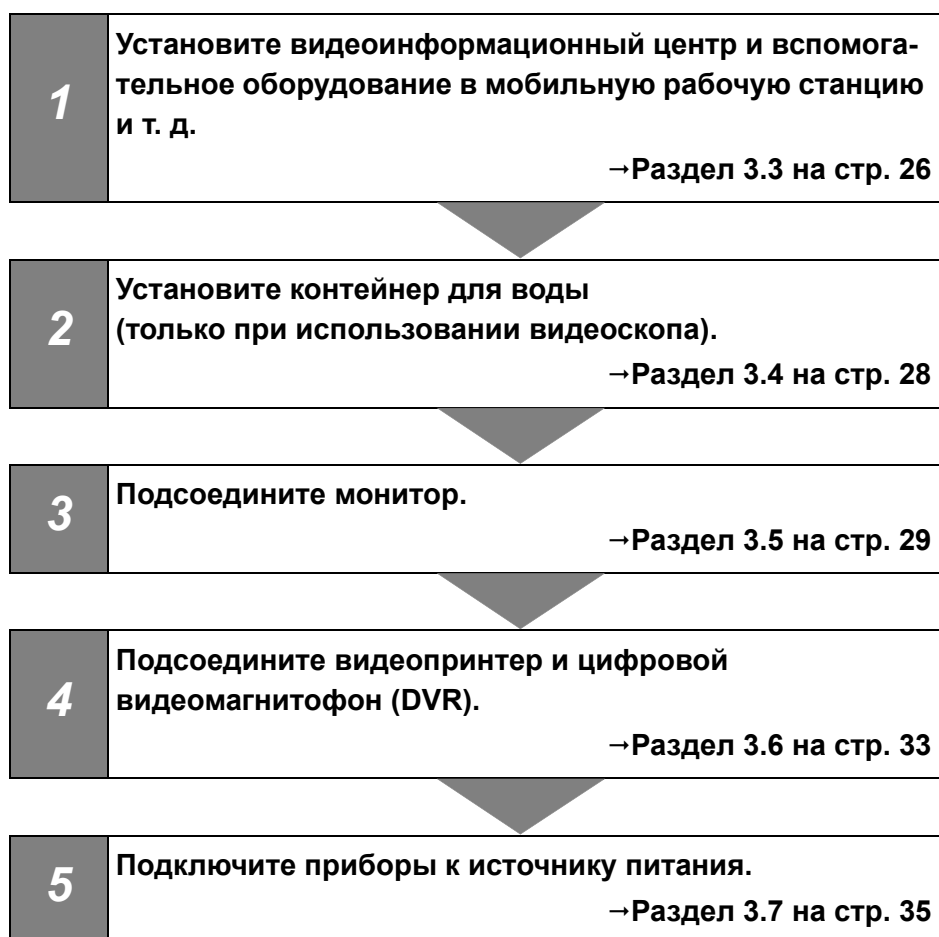 1
Установите видеоинформационный центр и вспомога-
тельное оборудование в мобильную рабочую станцию
и т. д.
→Раздел 3.3 на стр. 26
2
Установите контейнер для воды
(только при использовании видеоскопа).
→Раздел 3.4 на стр. 28
3
Подсоедините монитор.
→Раздел 3.5 на стр. 29
4
Подсоедините видеопринтер и цифровой
видеомагнитофон (DVR).
→Раздел 3.6 на стр. 33
5
Подключите приборы к источнику питания.
→Раздел 3.7 на стр. 35